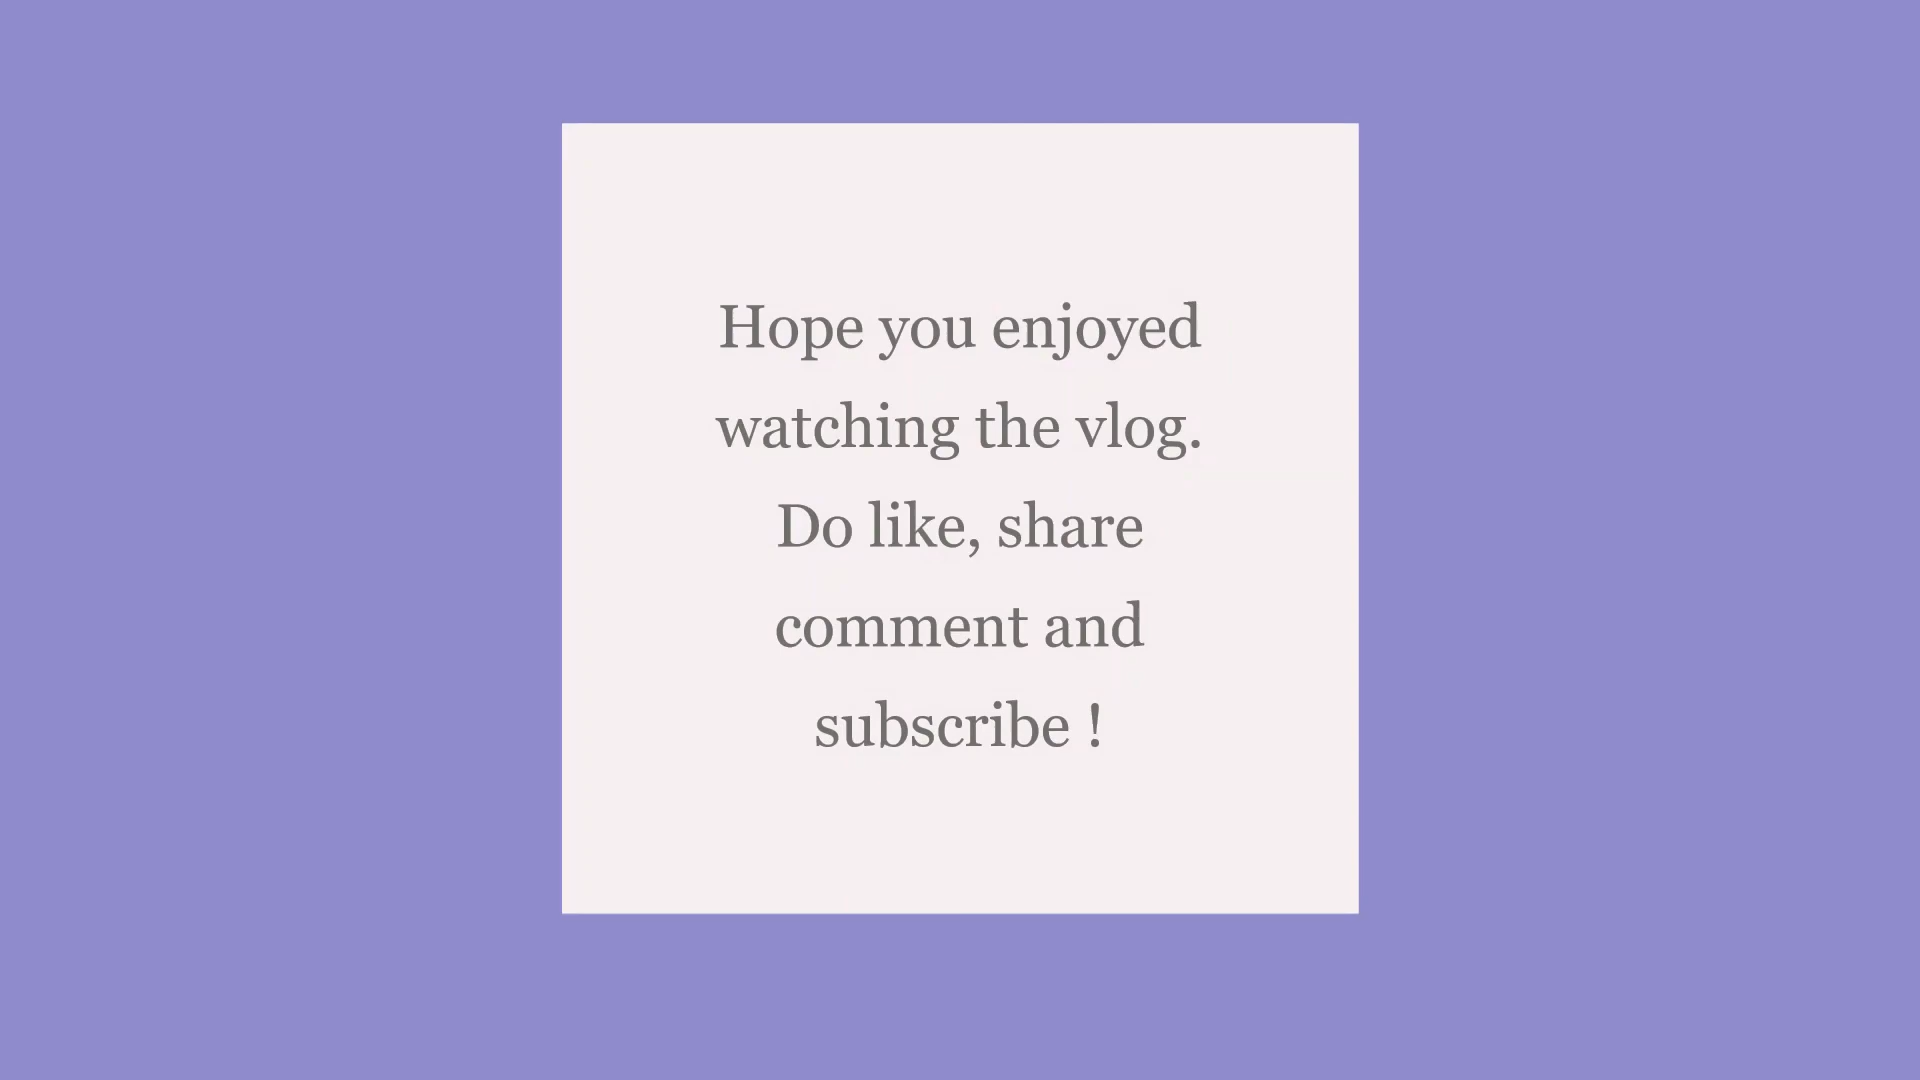 Hope you enjoyed
watching the vlog.
Do like, share
comment and
subscribe !